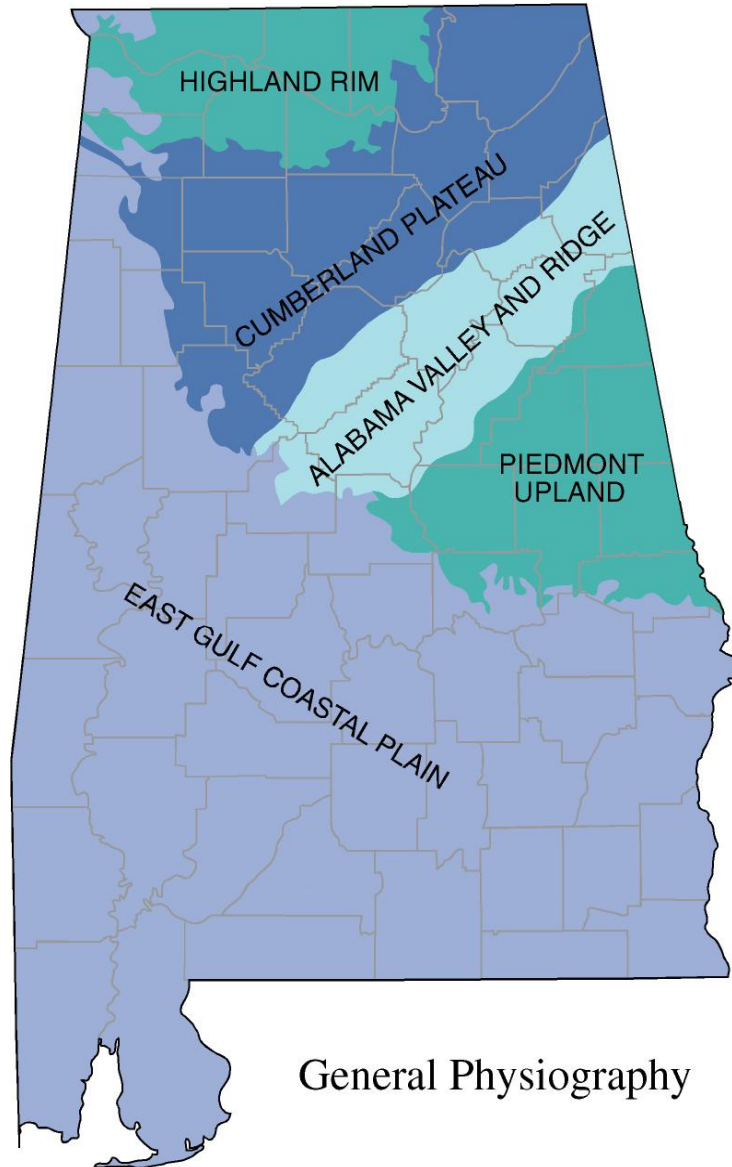 HIGHLAND RIM
CUMBERLAND PLATEAU
ALABAMA VALLEY AND RIDGE
PIEDMONT
UPLAND
EAST GULF COASTAL PLAIN
General Physiography